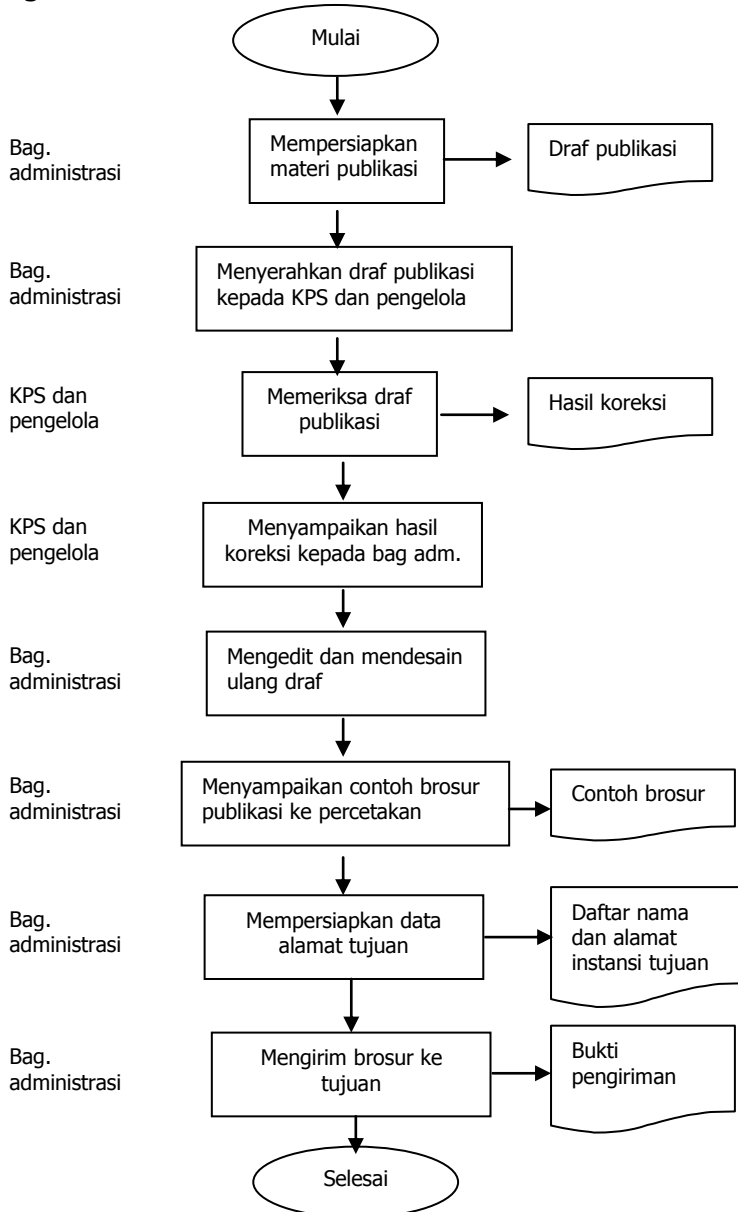 Mulai
Bag.
administrasi
Mempersiapkan
materi publikasi
Draf publikasi
Bag.
administrasi
Menyerahkan draf publikasi
kepada KPS dan pengelola
KPS dan
pengelola
Memeriksa draf
publikasi
Hasil koreksi
KPS dan
pengelola
Menyampaikan hasil
koreksi kepada bag adm.
Bag.
administrasi
Mengedit dan mendesain
ulang draf
Bag.
administrasi
Menyampaikan contoh brosur
publikasi ke percetakan
Contoh brosur
Bag.
administrasi
Mempersiapkan data
alamat tujuan
Daftar nama
dan alamat
instansi tujuan
Bag.
administrasi
Mengirim brosur ke
tujuan
Bukti
pengiriman
Selesai